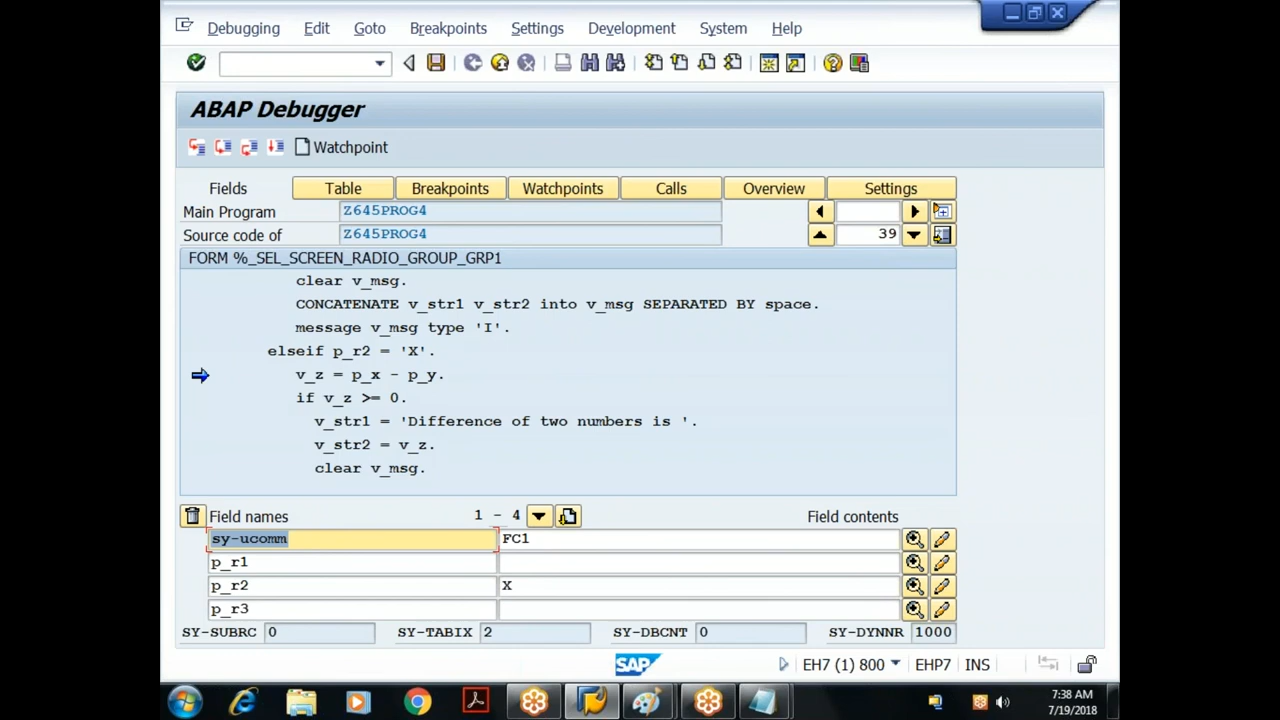 Debugging Edit Goto Breakpoints Settings Development System Help
ABAP Debugger
Watchpoint
Fields Table Breakpoints Watchpoints Calls Overview Settings
Main Program Z645PROG4
Source code of Z645PROG4 39
FORM %_SEL_SCREEN_RADIO_GROUP_GRP1
clear v_msg.
CONCATENATE v_str1 v_str2 into v_msg SEPARATED BY space.
message v_msg type 'I'.
elseif p_r2 = 'X'.
v_z = p_x - p_y.
if v_z >= 0.
v_str1 = 'Difference of two numbers is '.
v_str2 = v_z.
clear v_msg.
Field names 1 - 4 Field contents
sy-ucomm FC1
p_r1
p_r2 X
p_r3
SY-SUBRC 0 SY-TABIX 2 SY-DBCNT 0 SY-DYNNR 1000
SAP EH7 (1) 800 EHP7 INS
7:38 AM
7/19/2018